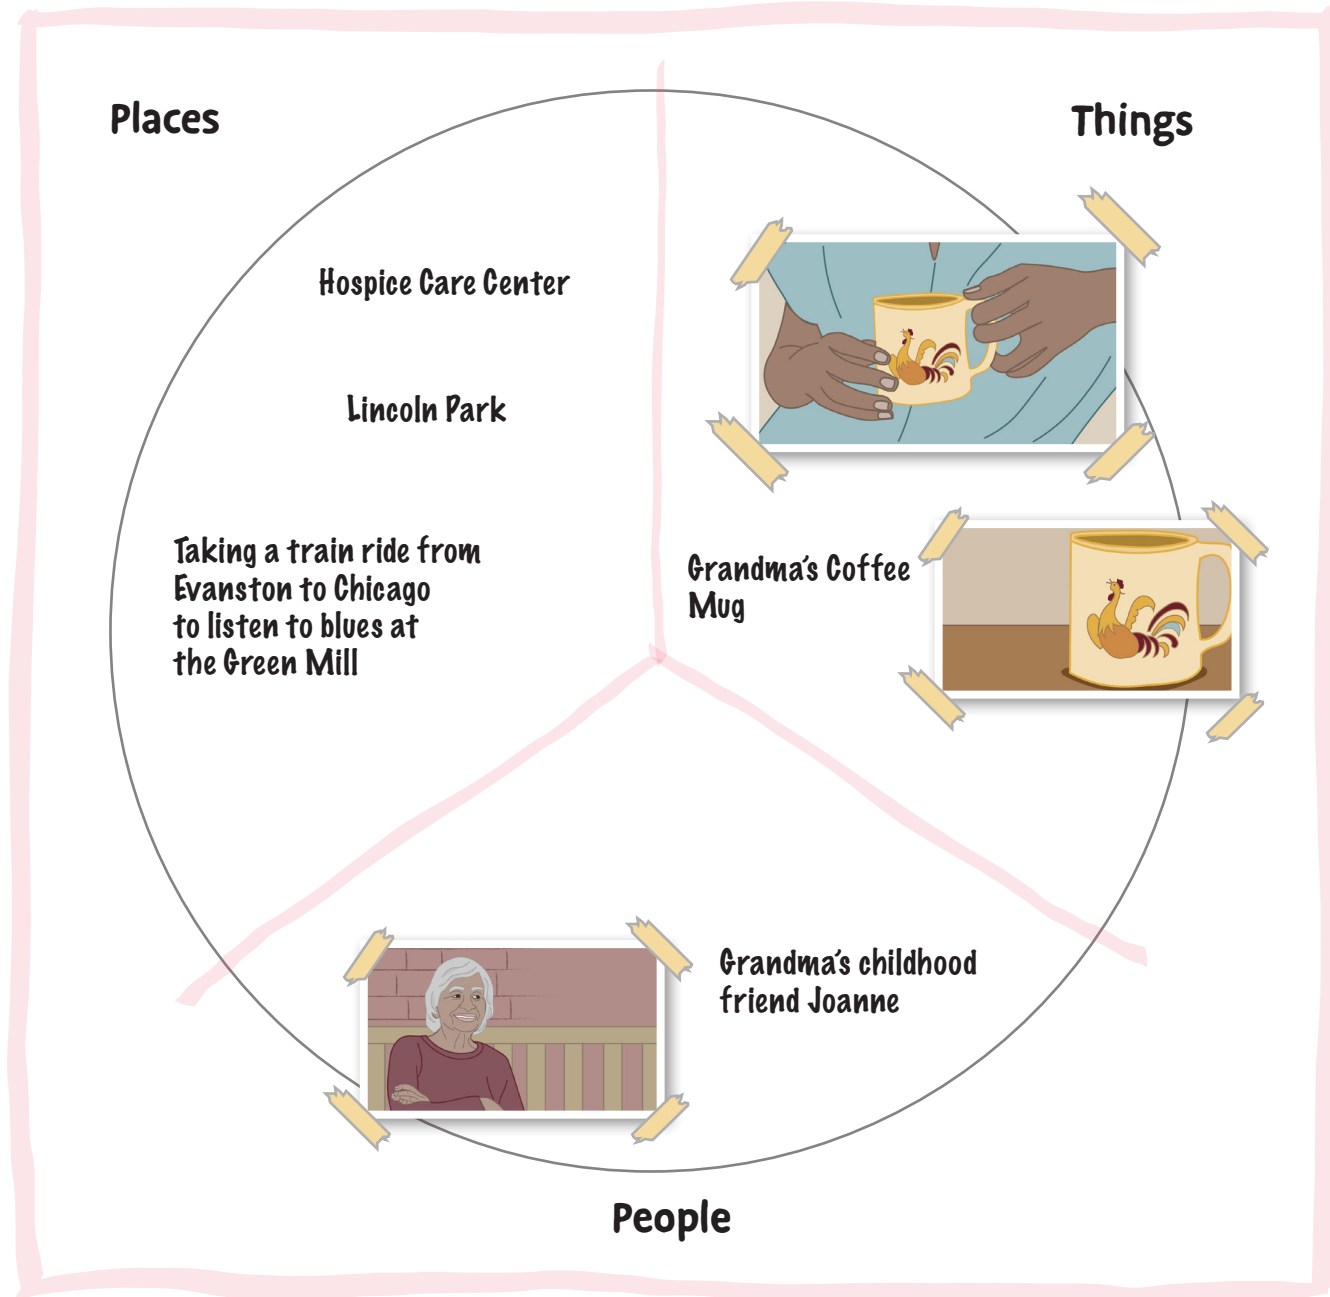 Places
Things
Hospice Care Center
Lincoln Park
Taking a train ride from
Evanston to Chicago
to listen to blues at
the Green Mill
Grandma's Coffee
Mug
Grandma's childhood
friend Joanne
People